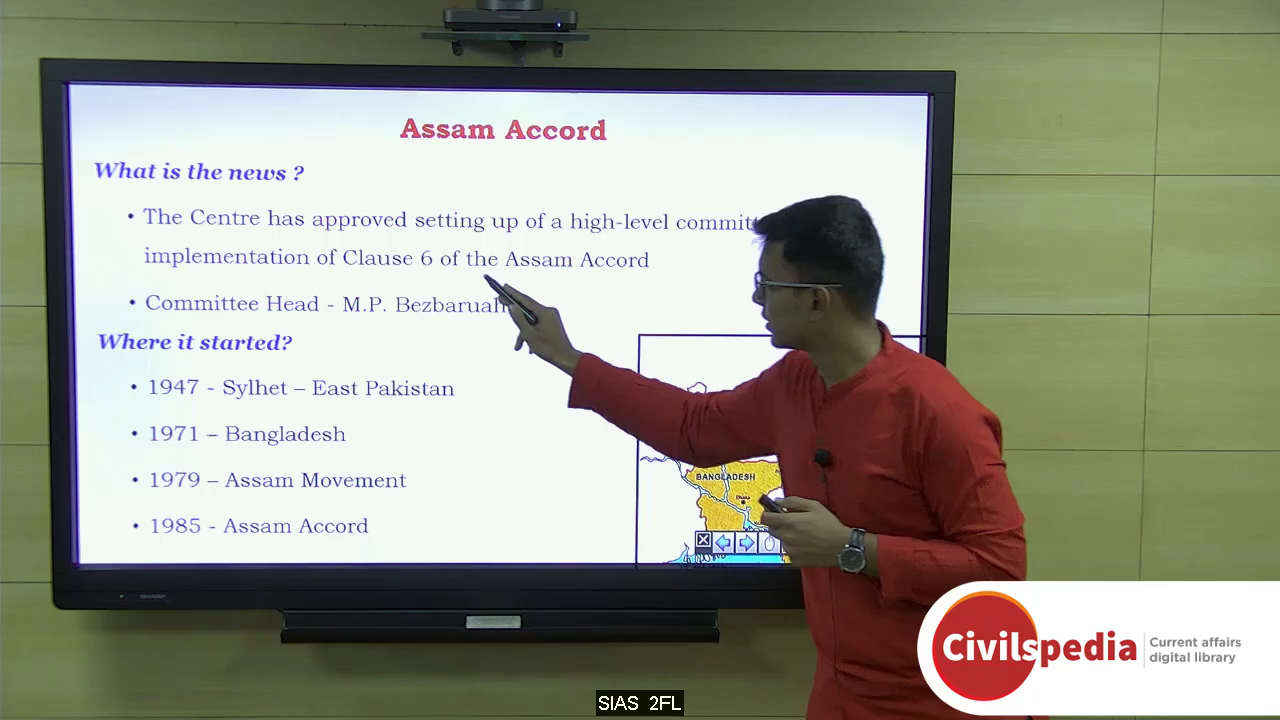 Assam Accord
What is the news ?
• The Centre has approved setting up of a high-level
implementation of Clause 6 of the Assam Accord
• Committee Head - M.P. Bezbaruah
Where it started?
• 1947 - Sylhet – East Pakistan
• 1971 – Bangladesh
• 1979 – Assam Movement
• 1985 - Assam Accord
BANGLADESH
Dhaka
SHARP
Civilspedia
Current affairs
digital library
SIAS 2FL